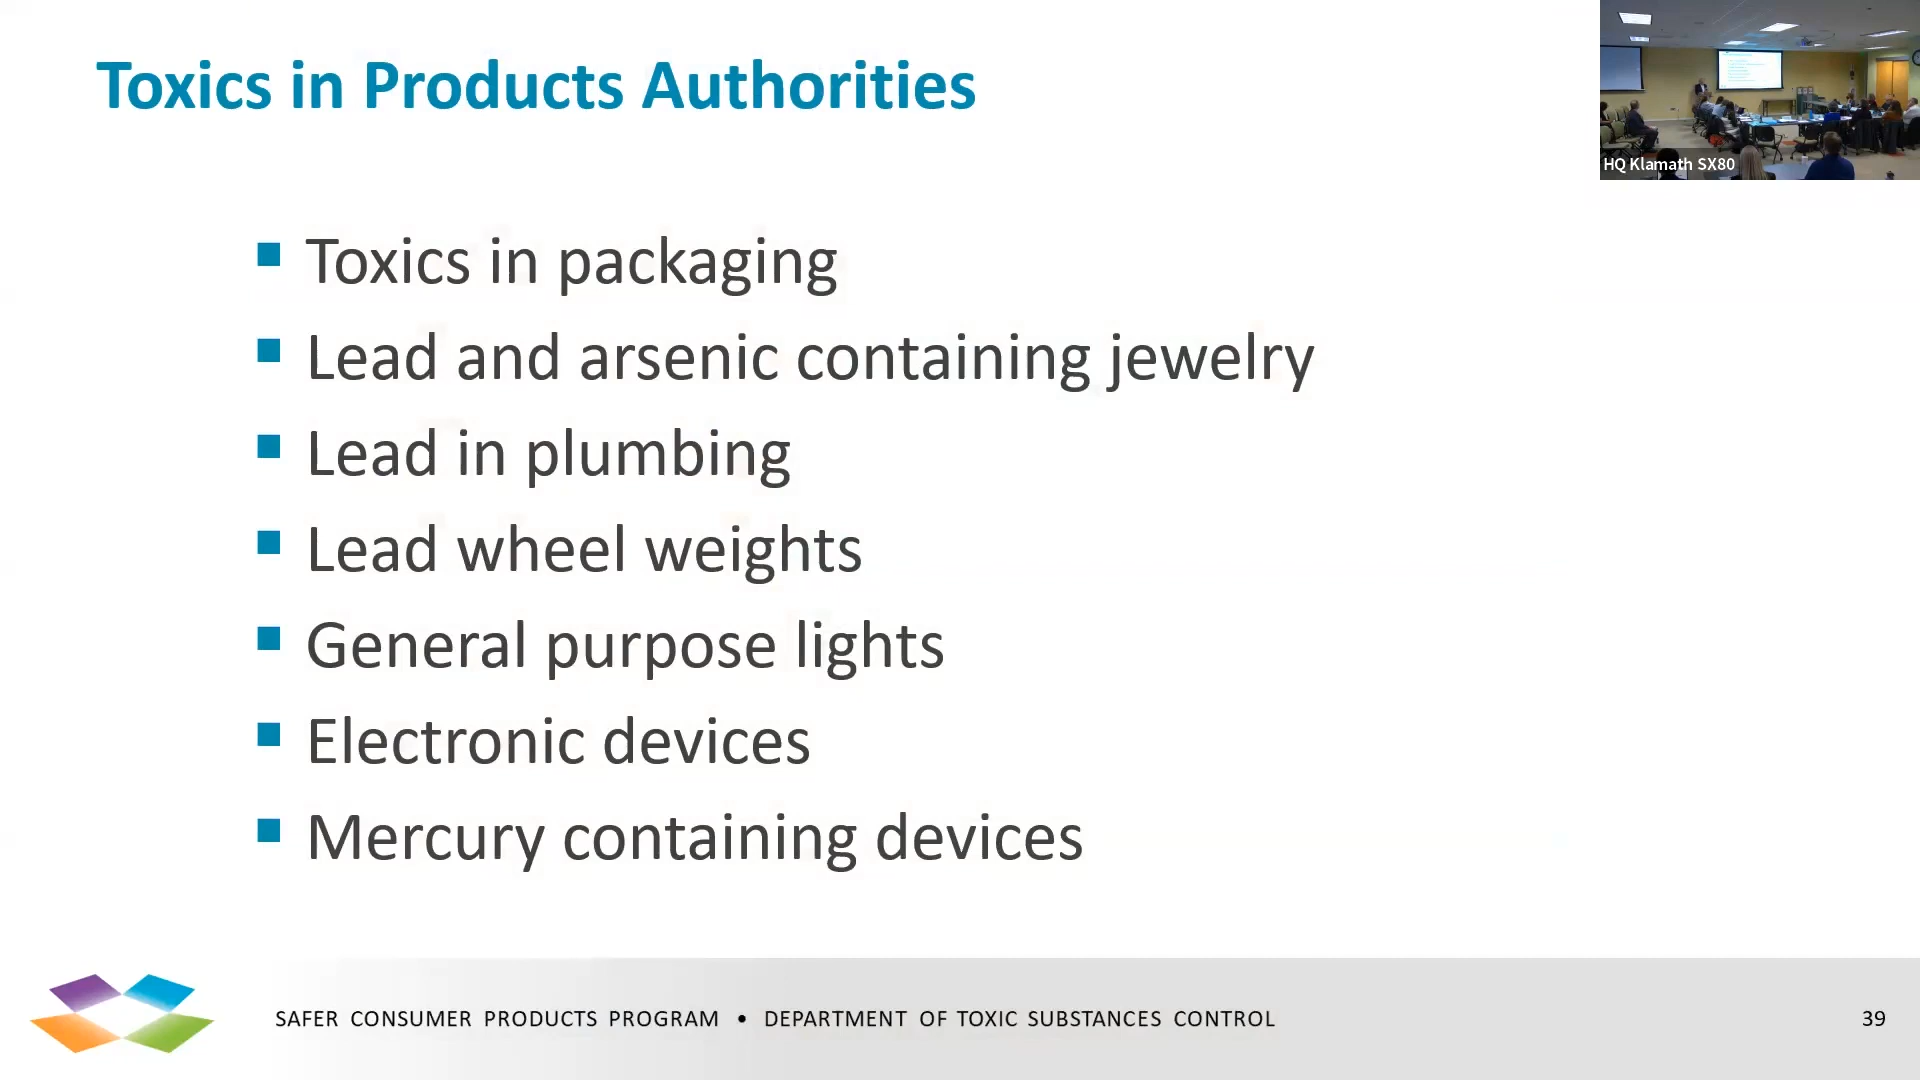 Toxics in Products Authorities
HQ Klamath SX80
Toxics in packaging
Lead and arsenic containing jewelry
Lead in plumbing
Lead wheel weights
General purpose lights
Electronic devices
Mercury containing devices
SAFER CONSUMER PRODUCTS PROGRAM • DEPARTMENT OF TOXIC SUBSTANCES CONTROL
39